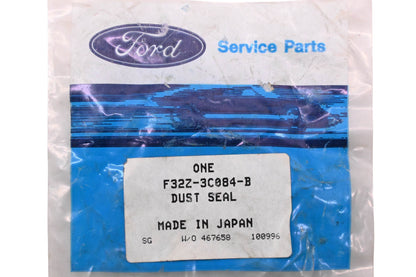 Ford
Service Parts
ONE
F32Z-3C084-B
DUST SEAL
MADE IN JAPAN
SG W/O 467658 100996